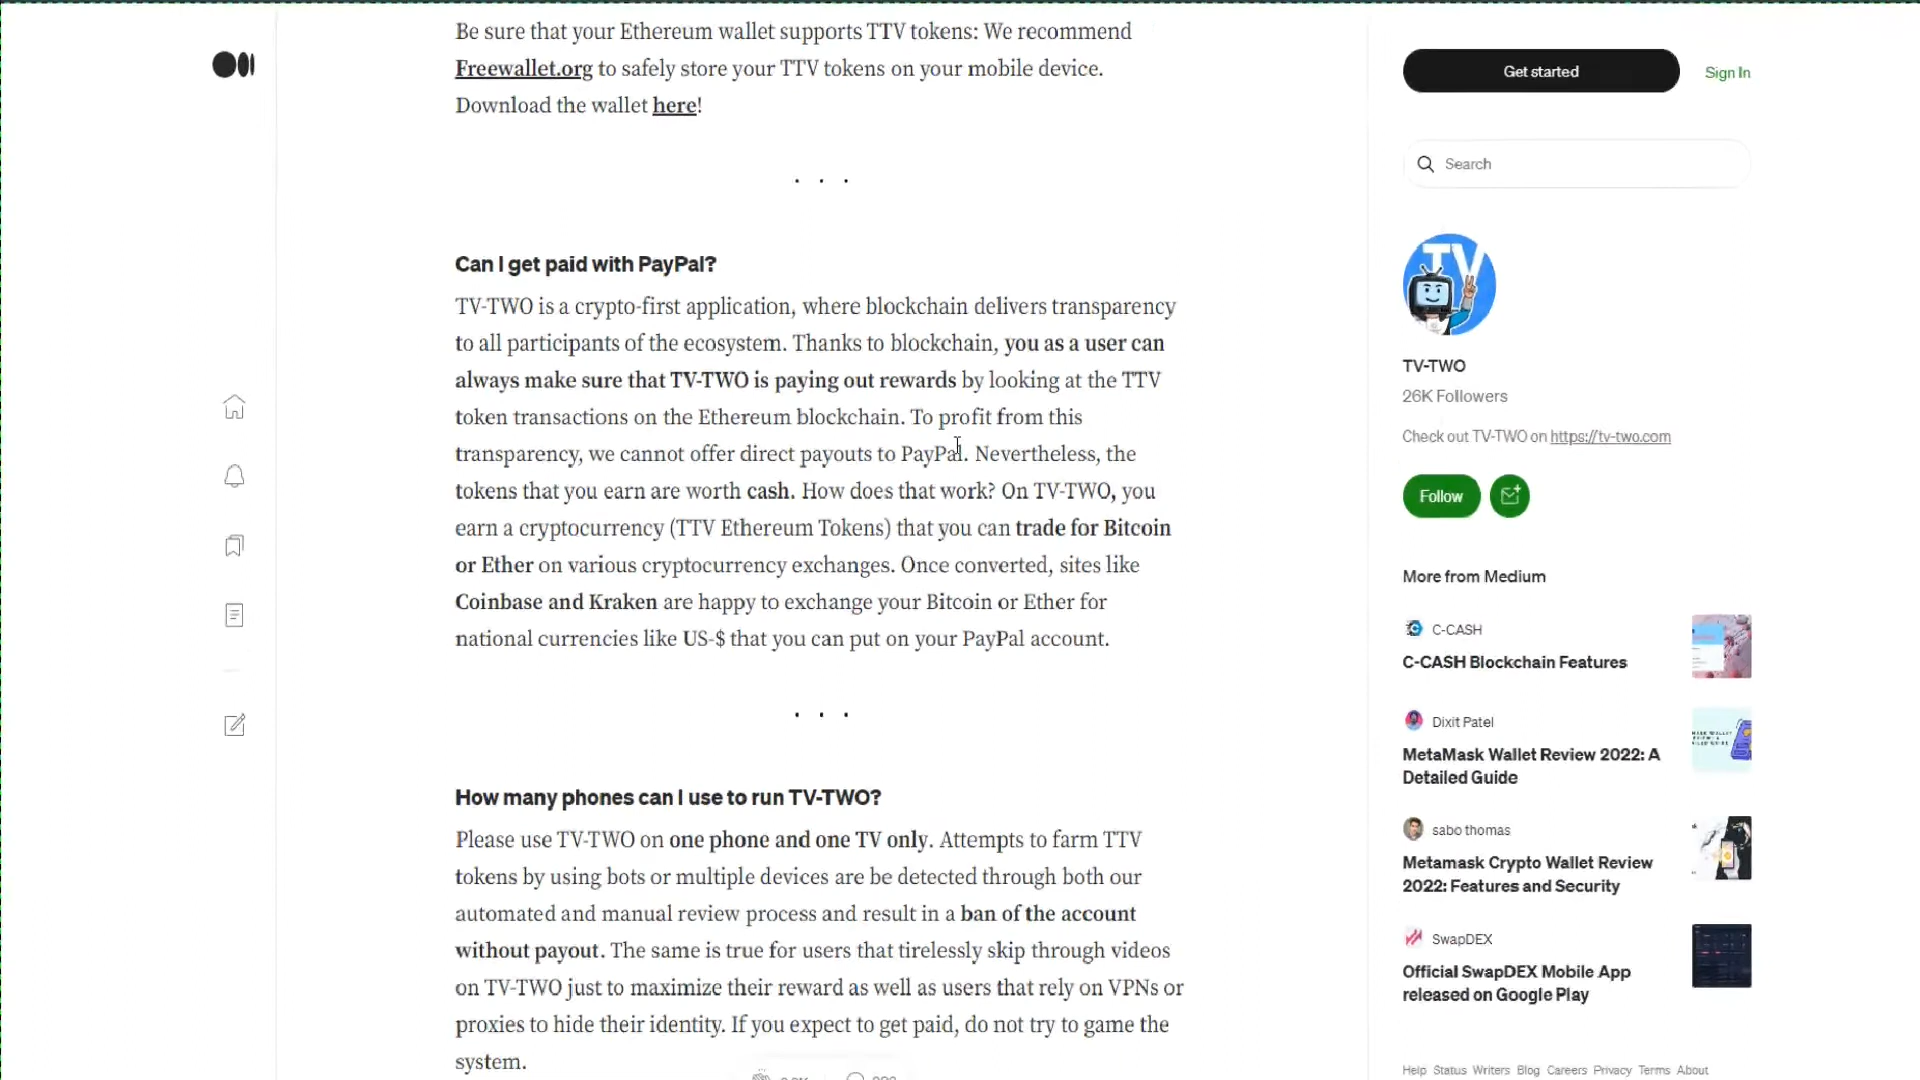 Be sure that your Ethereum wallet supports TTV tokens: We recommend
Freewallet.org to safely store your TTV tokens on your mobile device.
Download the wallet here!
. . .
Can I get paid with PayPal?
TV-TWO is a crypto-first application, where blockchain delivers transparency
to all participants of the ecosystem. Thanks to blockchain, you as a user can
always make sure that TV-TWO is paying out rewards by looking at the TTV
token transactions on the Ethereum blockchain. To profit from this
transparency, we cannot offer direct payouts to PayPal. Nevertheless, the
tokens that you earn are worth cash. How does that work? On TV-TWO, you
earn a cryptocurrency (TTV Ethereum Tokens) that you can trade for Bitcoin
or Ether on various cryptocurrency exchanges. Once converted, sites like
Coinbase and Kraken are happy to exchange your Bitcoin or Ether for
national currencies like US-$ that you can put on your PayPal account.
. . .
How many phones can I use to run TV-TWO?
Please use TV-TWO on one phone and one TV only. Attempts to farm TTV
tokens by using bots or multiple devices are be detected through both our
automated and manual review process and result in a ban of the account
without payout. The same is true for users that tirelessly skip through videos
on TV-TWO just to maximize their reward as well as users that rely on VPNs or
proxies to hide their identity. If you expect to get paid, do not try to game the
system.
Get started
Sign In
Search
TV
TV-TWO
26K Followers
Check out TV-TWO on https://tv-two.com
Follow
More from Medium
C-CASH
C-CASH Blockchain Features
Dixit Patel
MetaMask Wallet Review 2022: A
Detailed Guide
sabo thomas
Metamask Crypto Wallet Review
2022: Features and Security
SwapDEX
Official SwapDEX Mobile App
released on Google Play
Help Status Writers Blog Careers Privacy Terms About